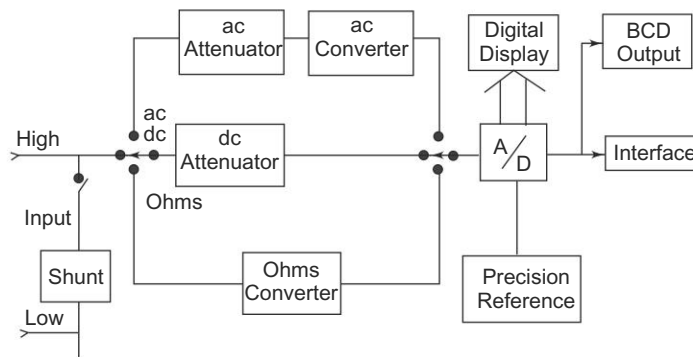 ac
Attenuator
ac
Converter
Digital
Display
BCD
Output
High
ac
dc
dc
Attenuator
A/D
Interface
Ohms
Input
Shunt
Ohms
Converter
Precision
Reference
Low